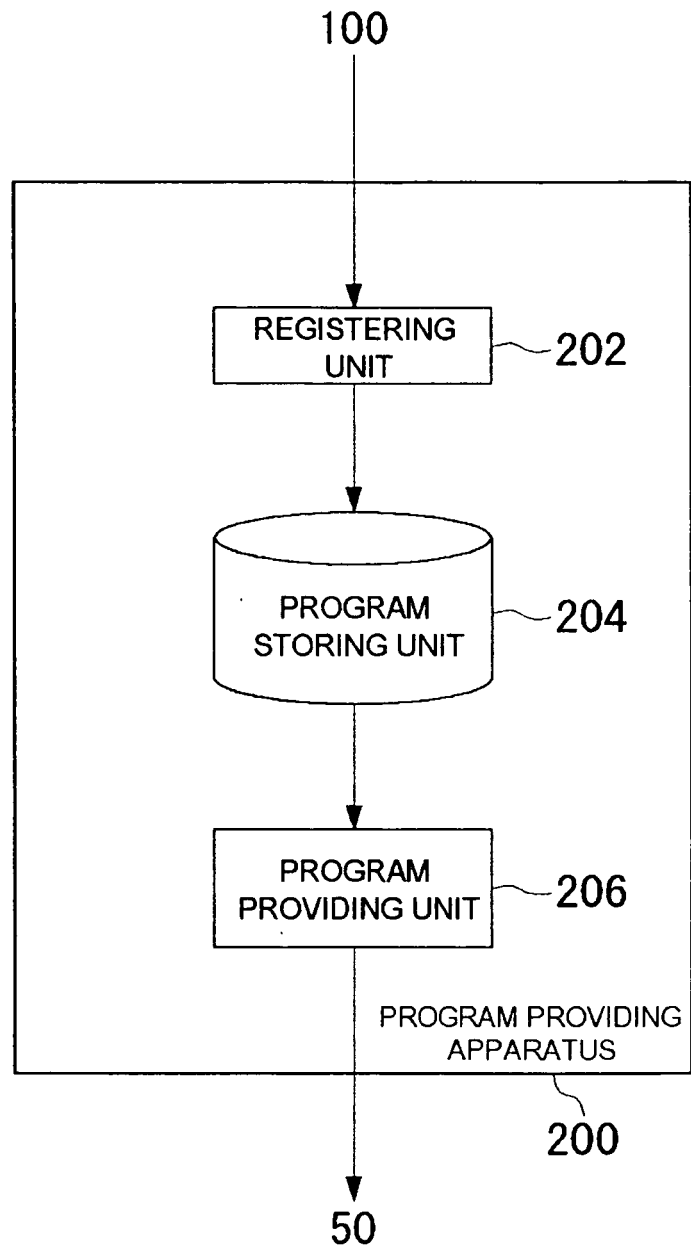 100
REGISTERING
UNIT
202
PROGRAM
STORING UNIT
204
PROGRAM
PROVIDING UNIT
206
PROGRAM PROVIDING
APPARATUS
200
50